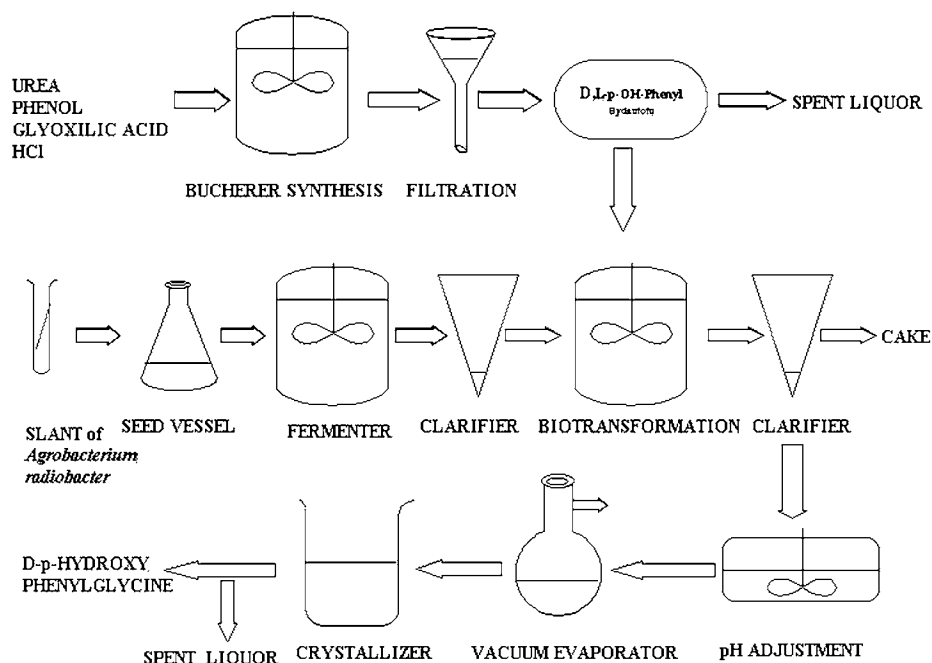 UREA
PHENOL
GLYOXILIC ACID
HCl
BUCHERER SYNTHESIS
FILTRATION
D,L-p-OH-Phenyl
SPENT LIQUOR
SLANT of
Agrobacterium
radiobacter
SEED VESSEL
FERMENTER
CLARIFIER
BIOTRANSFORMATION
CLARIFIER
CAKE
D-p-HYDROXY
PHENYLGLYCINE
SPENT LIQUOR
CRYSTALLIZER
VACUUM EVAPORATOR
pH ADJUSTMENT